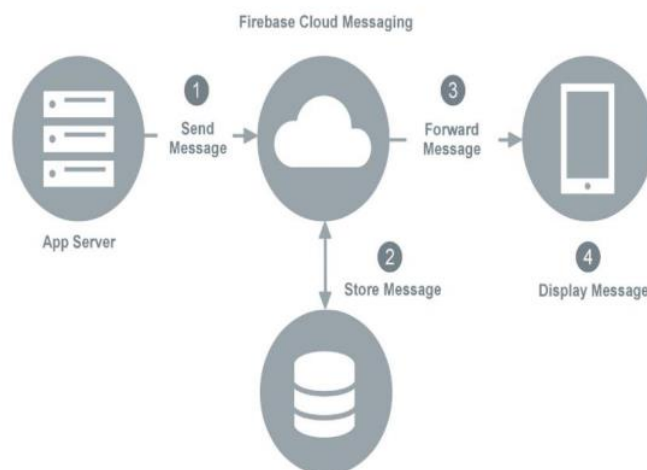 Firebase Cloud Messaging
1
Send
Message
3
Forward
Message
App Server
2
Store Message
4
Display Message